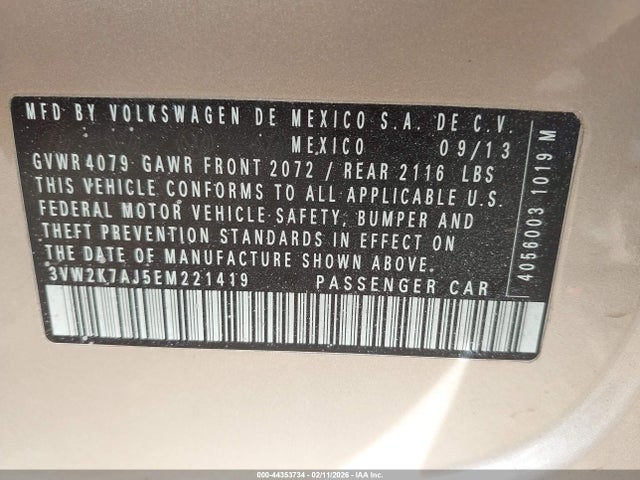 MFD BY VOLKSWAGEN DE MEXICO S.A. DE C.V.
MEXICO 09/13
GVWR 4079 GAWR FRONT 2072 / REAR 2116 LBS
THIS VEHICLE CONFORMS TO ALL APPLICABLE U.S.
FEDERAL MOTOR VEHICLE SAFETY, BUMPER AND
THEFT PREVENTION STANDARDS IN EFFECT ON
THE DATE OF MANUFACTURE SHOWN ABOVE.
3VW2K7AJ5EM221419 PASSENGER CAR
4056003 1019 M
000-44353734 - 02/11/2026 - COPART